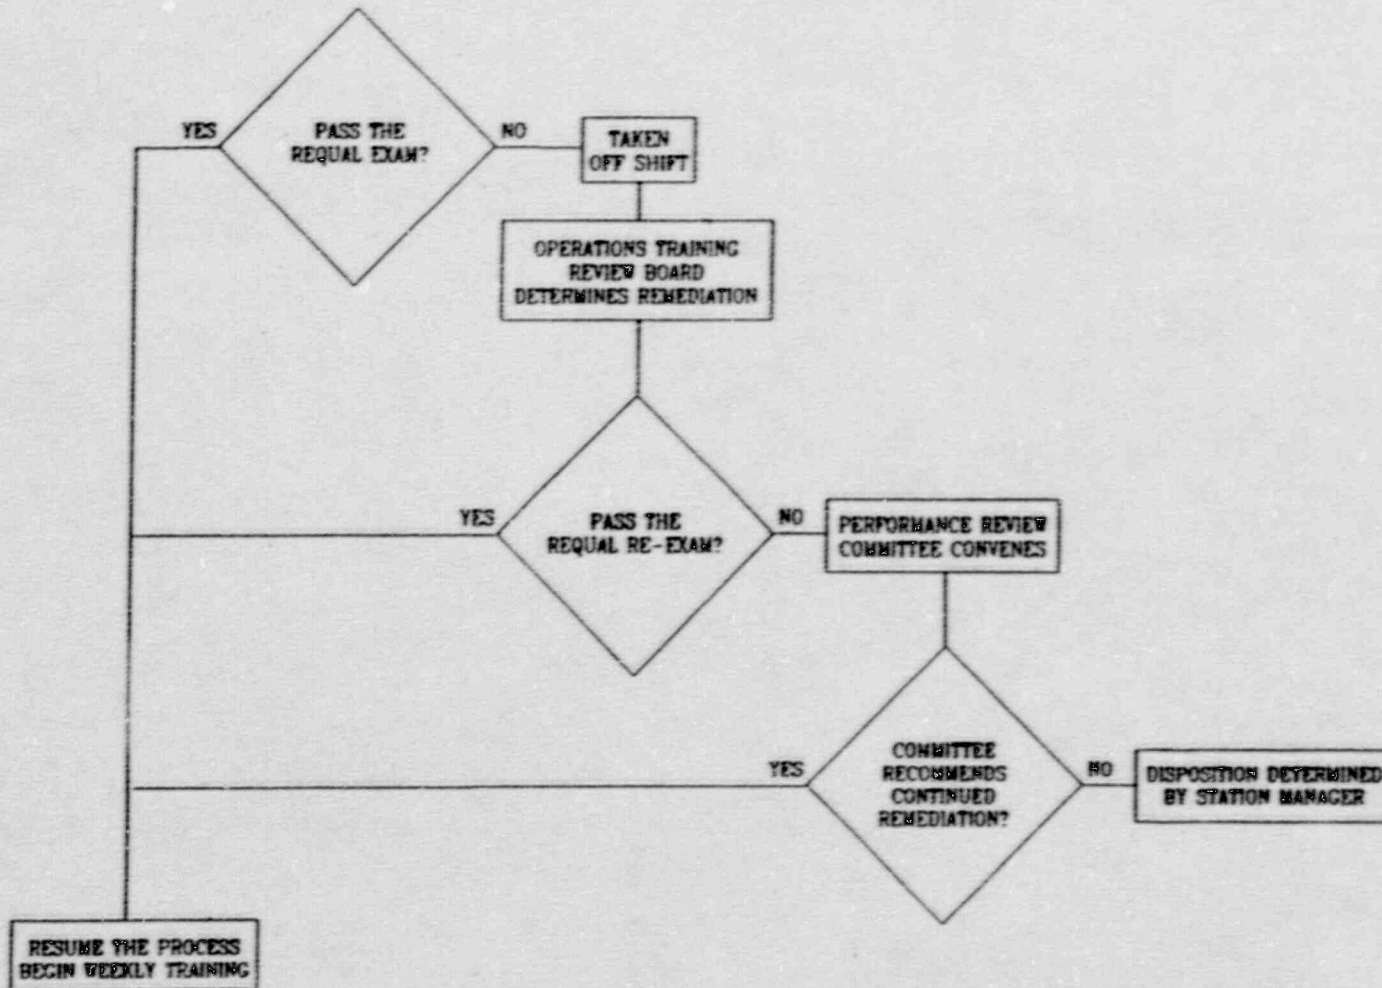 YES
PASS THE
REQUAL EXAM?
NO
TAKEN
OFF SHIFT
OPERATIONS TRAINING
REVIEW BOARD
DETERMINES REMEDIATION
YES
PASS THE
REQUAL RE-EXAM?
NO
PERFORMANCE REVIEW
COMMITTEE CONVENES
YES
COMMITTEE
RECOMMENDS
CONTINUED
REMEDIATION?
NO
DISPOSITION DETERMINED
BY STATION MANAGER
RESUME THE PROCESS
BEGIN WEEKLY TRAINING